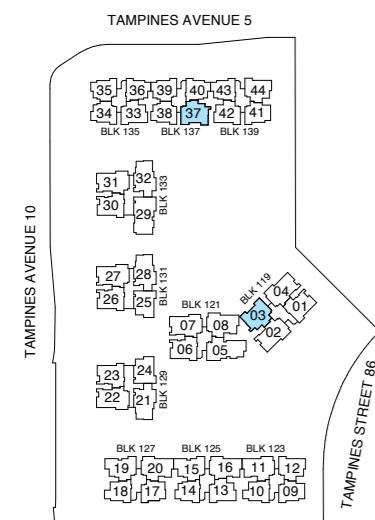 TAMPINES AVENUE 5
35 36 39 40 43 44
34 33 38 37 42 41
BLK 135 BLK 137 BLK 139
TAMPINES AVENUE 10
31 32
30 29
BLK 133
27 28
26 25
BLK 131
BLK 119
04
03 01
02
BLK 121
07 08
06 05
23 24
22 21
BLK 129
TAMPINES STREET 86
BLK 127 BLK 125 BLK 123
19 20 15 16 11 12
18 17 14 13 10 09